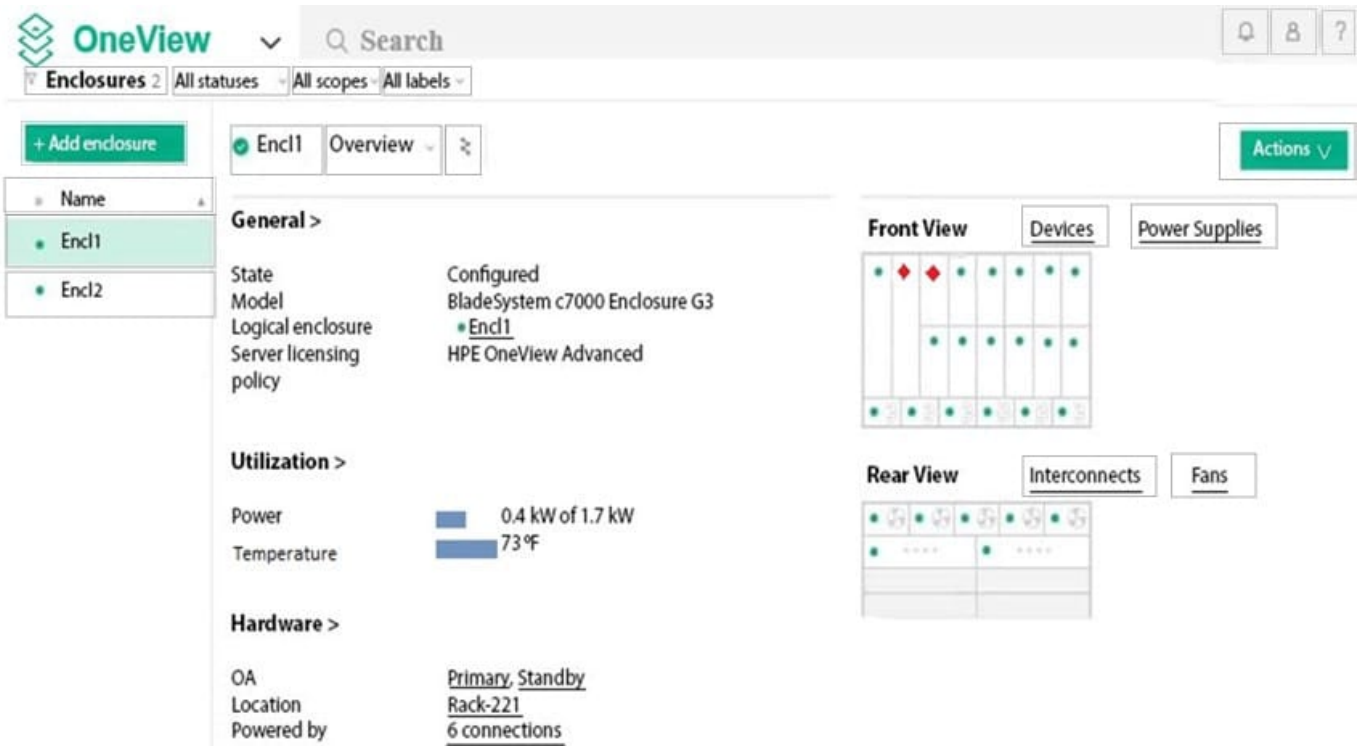 OneView
Search
?
Enclosures 2 All statuses All scopes All labels
+ Add enclosure
Encl1 Overview
Actions
Name
Encl1
Encl2
General >
State Configured
Model BladeSystem c7000 Enclosure G3
Logical enclosure Encl1
Server licensing policy HPE OneView Advanced
Utilization >
Power 0.4 kW of 1.7 kW
Temperature 73 ºF
Hardware >
OA Primary, Standby
Location Rack-221
Powered by 6 connections
Front View Devices Power Supplies
Rear View Interconnects Fans